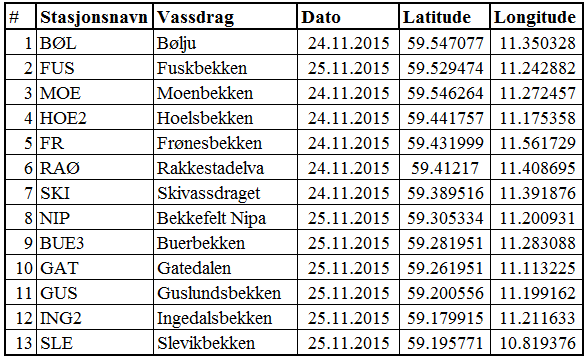 # Stasjonsnavn Vassdrag Dato Latitude Longitude
1 BØL Bølju 24.11.2015 59.547077 11.350328
2 FUS Fuskbekken 25.11.2015 59.529474 11.242882
3 MOE Moenbekken 24.11.2015 59.546264 11.272457
4 HOE2 Hoelsbekken 24.11.2015 59.441757 11.175358
5 FR Frønesbekken 24.11.2015 59.431999 11.561729
6 RAØ Rakkestadelva 24.11.2015 59.41217 11.408695
7 SKI Skivassdraget 24.11.2015 59.389516 11.391876
8 NIP Bekkefelt Nipa 25.11.2015 59.305334 11.200931
9 BUE3 Buerbekken 25.11.2015 59.281951 11.283088
10 GAT Gatedalen 25.11.2015 59.261951 11.113225
11 GUS Guslundsbekken 25.11.2015 59.200556 11.199162
12 ING2 Ingedalsbekken 25.11.2015 59.179915 11.211633
13 SLE Slevikbekken 25.11.2015 59.195771 10.819376